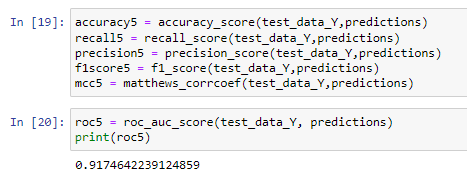 In [19]: accuracy5 = accuracy_score(test_data_Y,predictions)
recall5 = recall_score(test_data_Y,predictions)
precision5 = precision_score(test_data_Y,predictions)
f1score5 = f1_score(test_data_Y,predictions)
mcc5 = matthews_corrcoef(test_data_Y,predictions)
In [20]: roc5 = roc_auc_score(test_data_Y, predictions)
print(roc5)
0.9174642239124859